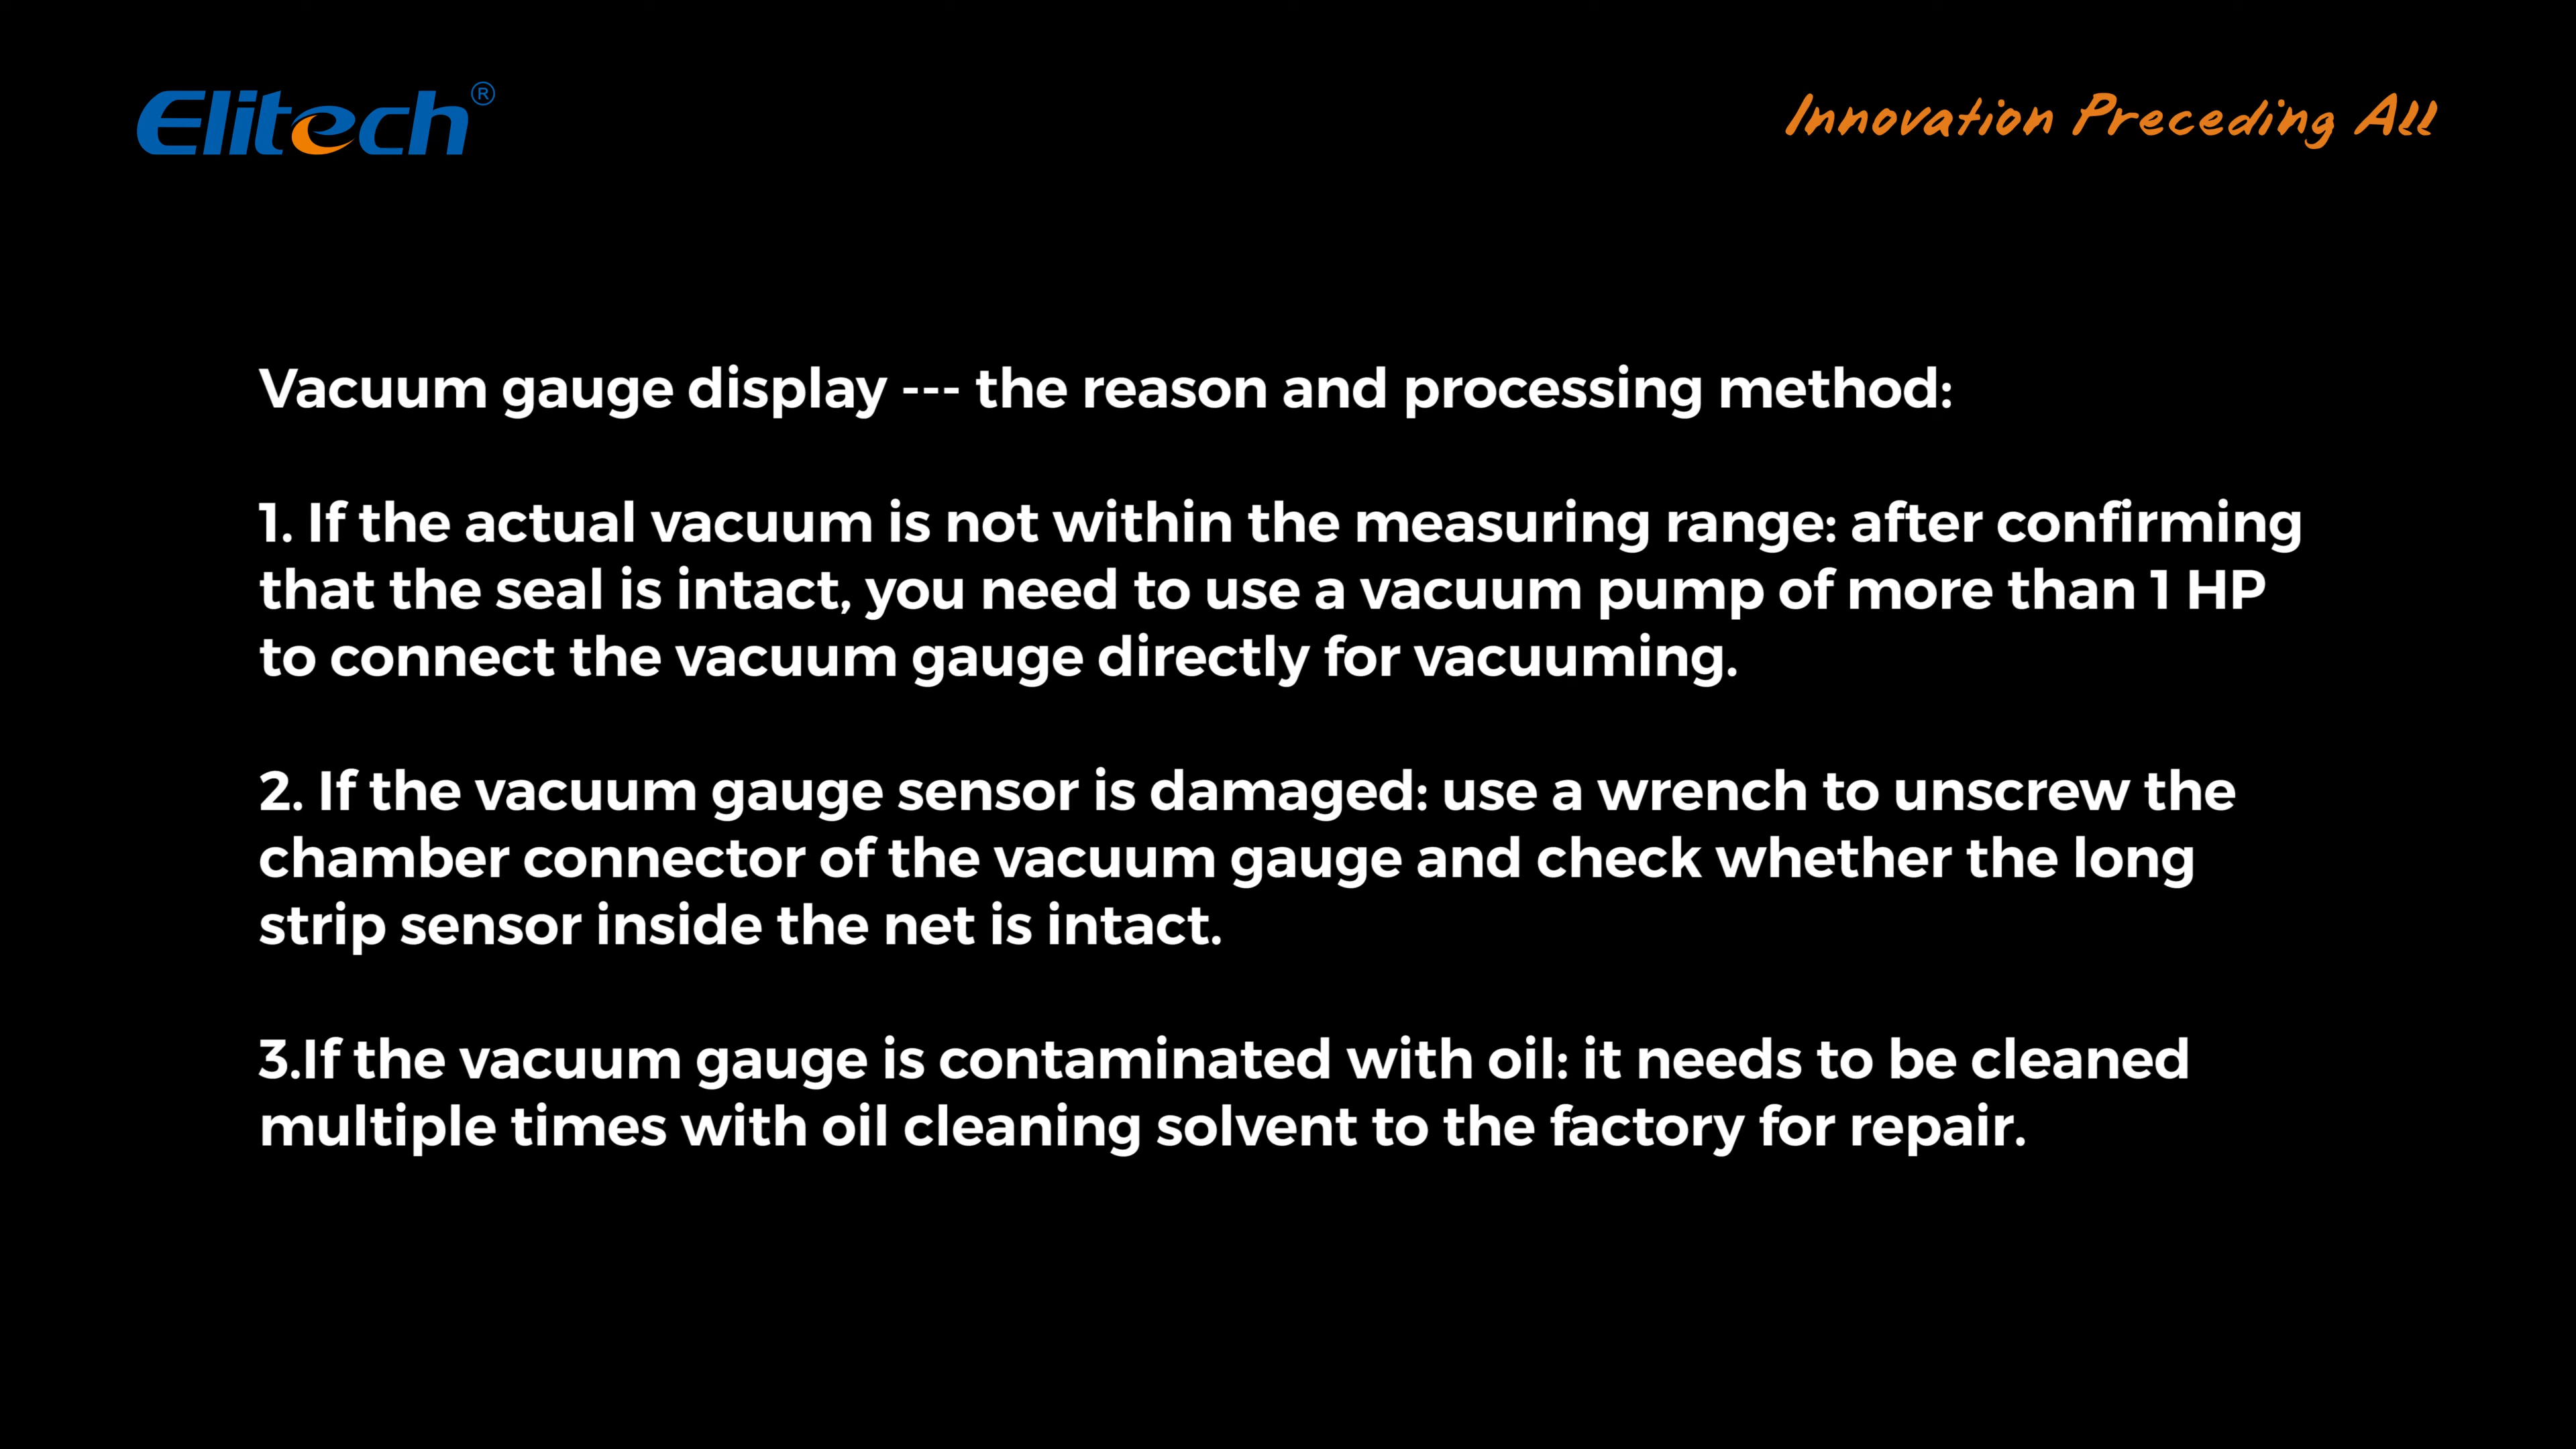 Elitech®
Innovation Preceding All
Vacuum gauge display --- the reason and processing method:
1. If the actual vacuum is not within the measuring range: after confirming
that the seal is intact, you need to use a vacuum pump of more than 1 HP
to connect the vacuum gauge directly for vacuuming.
2. If the vacuum gauge sensor is damaged: use a wrench to unscrew the
chamber connector of the vacuum gauge and check whether the long
strip sensor inside the net is intact.
3.If the vacuum gauge is contaminated with oil: it needs to be cleaned
multiple times with oil cleaning solvent to the factory for repair.